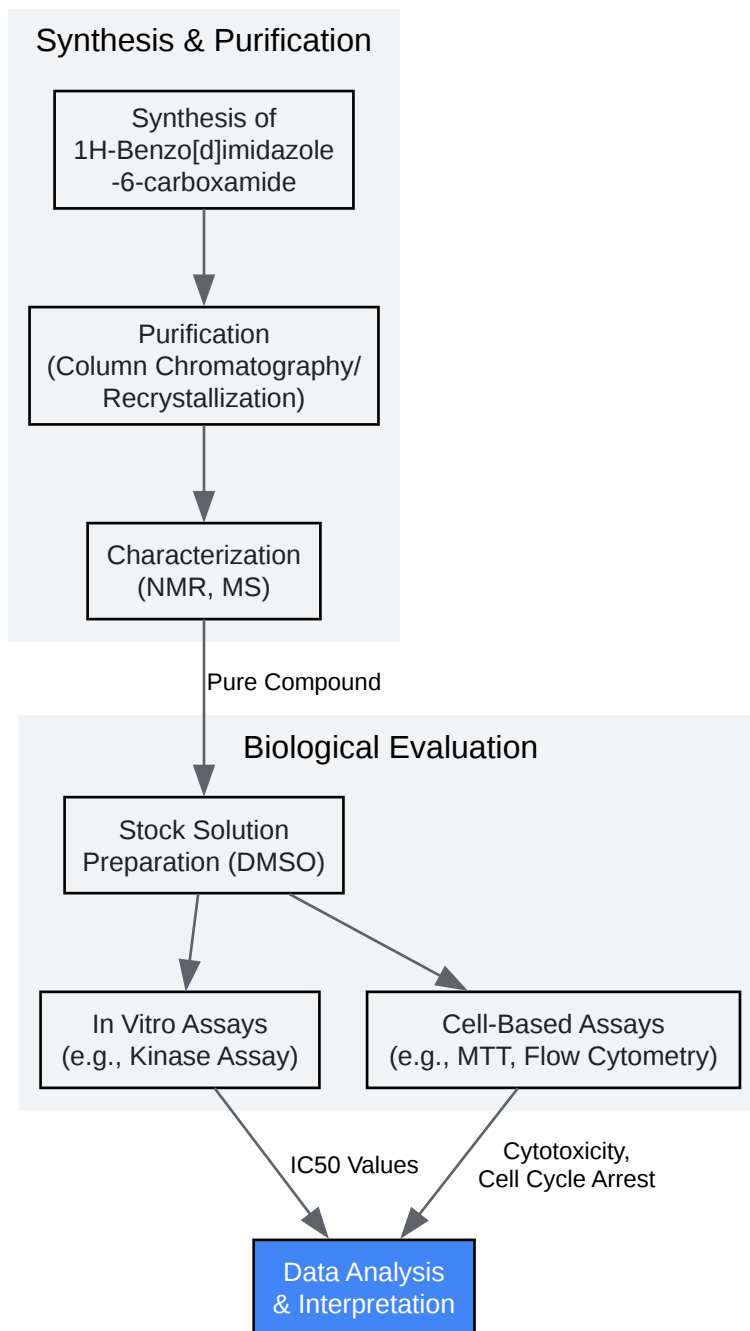 Synthesis & Purification
Synthesis of
1H-Benzo[d]imidazole
-6-carboxamide
Purification
(Column Chromatography/
Recrystallization)
Characterization
(NMR, MS)
Pure Compound
Biological Evaluation
Stock Solution
Preparation (DMSO)
In Vitro Assays
(e.g., Kinase Assay)
Cell-Based Assays
(e.g., MTT, Flow Cytometry)
IC50 Values
Cytotoxicity,
Cell Cycle Arrest
Data Analysis
& Interpretation